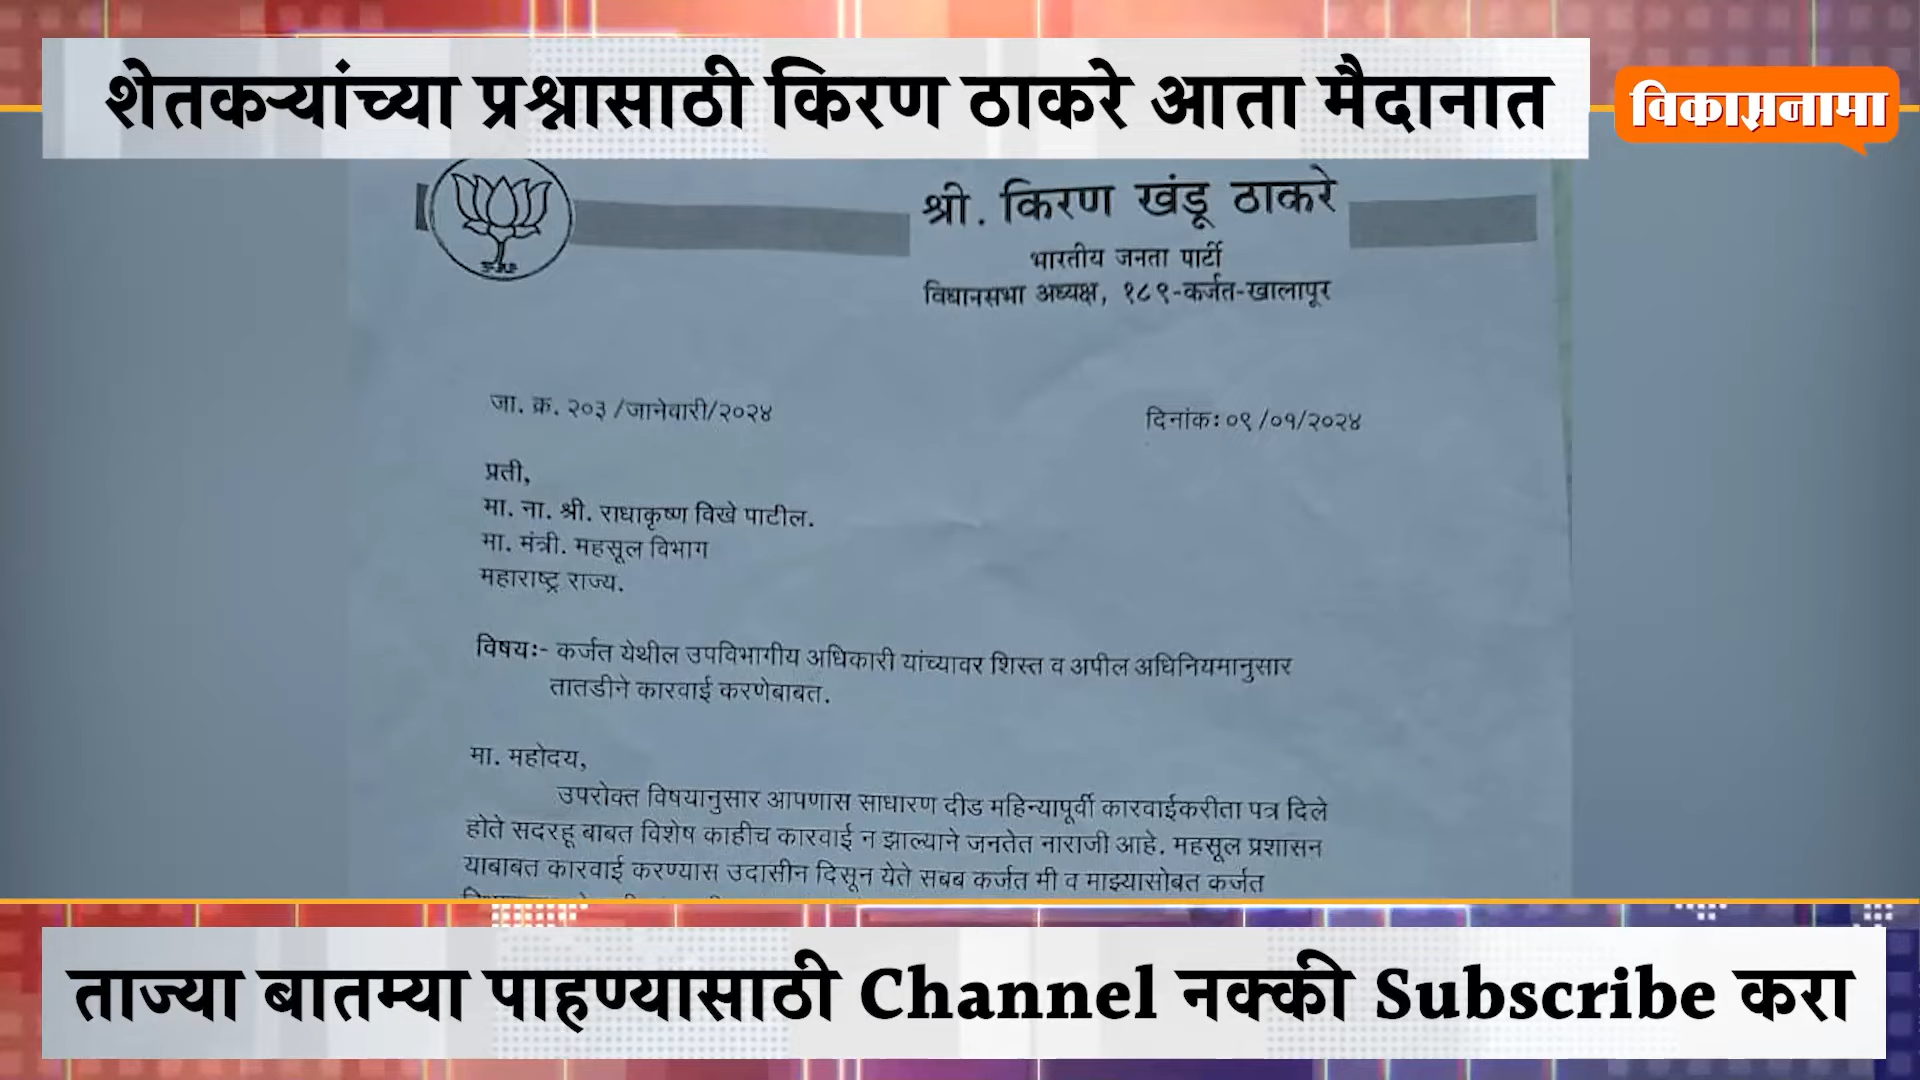 शेतकऱ्यांच्या प्रश्नासाठी किरण ठाकरे आता मैदानात
विकासनामा
श्री. किरण खंडू ठाकरे
भारतीय जनता पार्टी
विधानसभा अध्यक्ष, १८९-कर्जत-खालापूर
जा. क्र. २०३ /जानेवारी/२०२४
दिनांकः ०९ /०१/२०२४
प्रती,
मा. ना. श्री. राधाकृष्ण विखे पाटील.
मा. मंत्री. महसूल विभाग
महाराष्ट्र राज्य.
विषयः- कर्जत येथील उपविभागीय अधिकारी यांच्यावर शिस्त व अपील अधिनियमानुसार
तातडीने कारवाई करणेबाबत.
मा. महोदय,
उपरोक्त विषयानुसार आपणास साधारण दीड महिन्यापूर्वी कारवाईकरीता पत्र दिले
होते सदरहू बाबत विशेष काहीच कारवाई न झाल्याने जनतेत नाराजी आहे. महसूल प्रशासन
याबाबत कारवाई करण्यास उदासीन दिसून येते सबब कर्जत मी व माझ्यासोबत कर्जत
ताज्या बातम्या पाहण्यासाठी Channel नक्की Subscribe करा